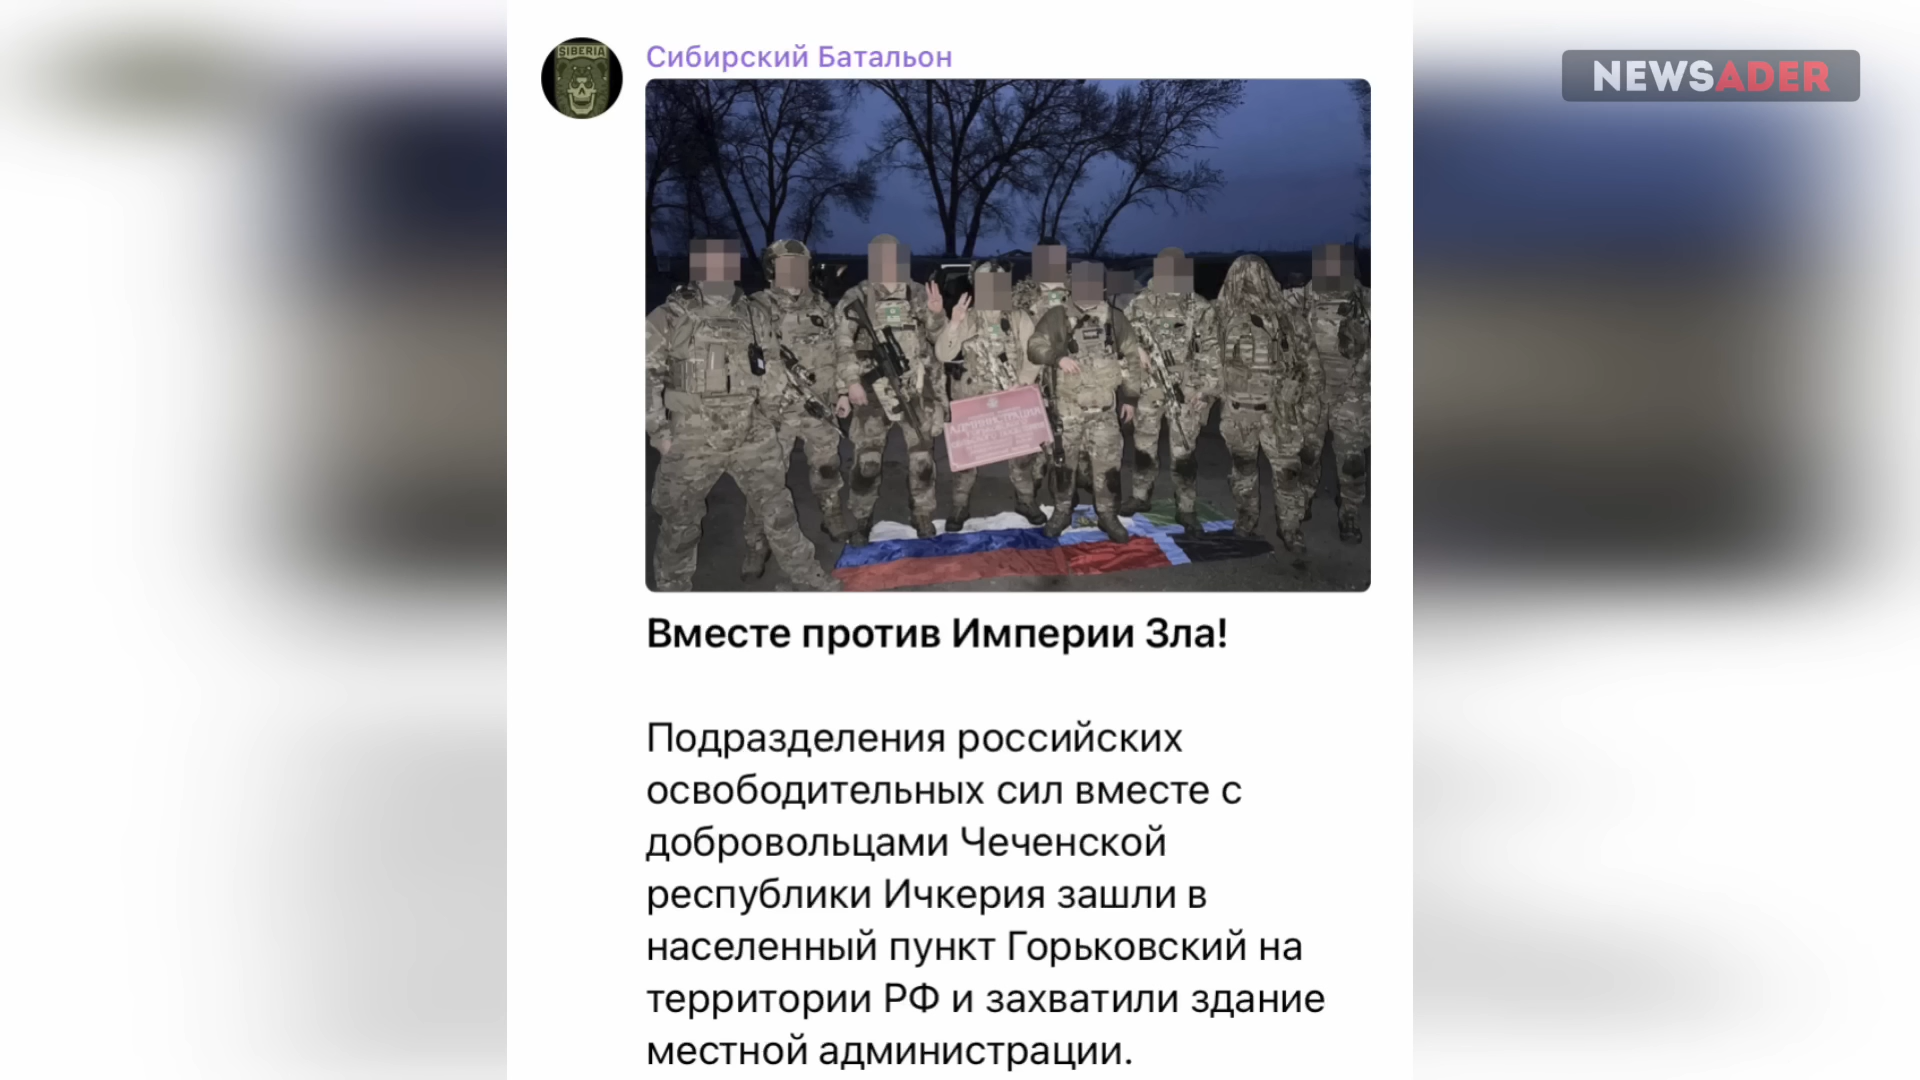 NEWSADER
SIBERIA
Сибирский Батальон
АДМИНИСТРАЦИЯ
Вместе против Империи Зла!
Подразделения российских
освободительных сил вместе с
добровольцами Чеченской
республики Ичкерия зашли в
населенный пункт Горьковский на
территории РФ и захватили здание
местной администрации.